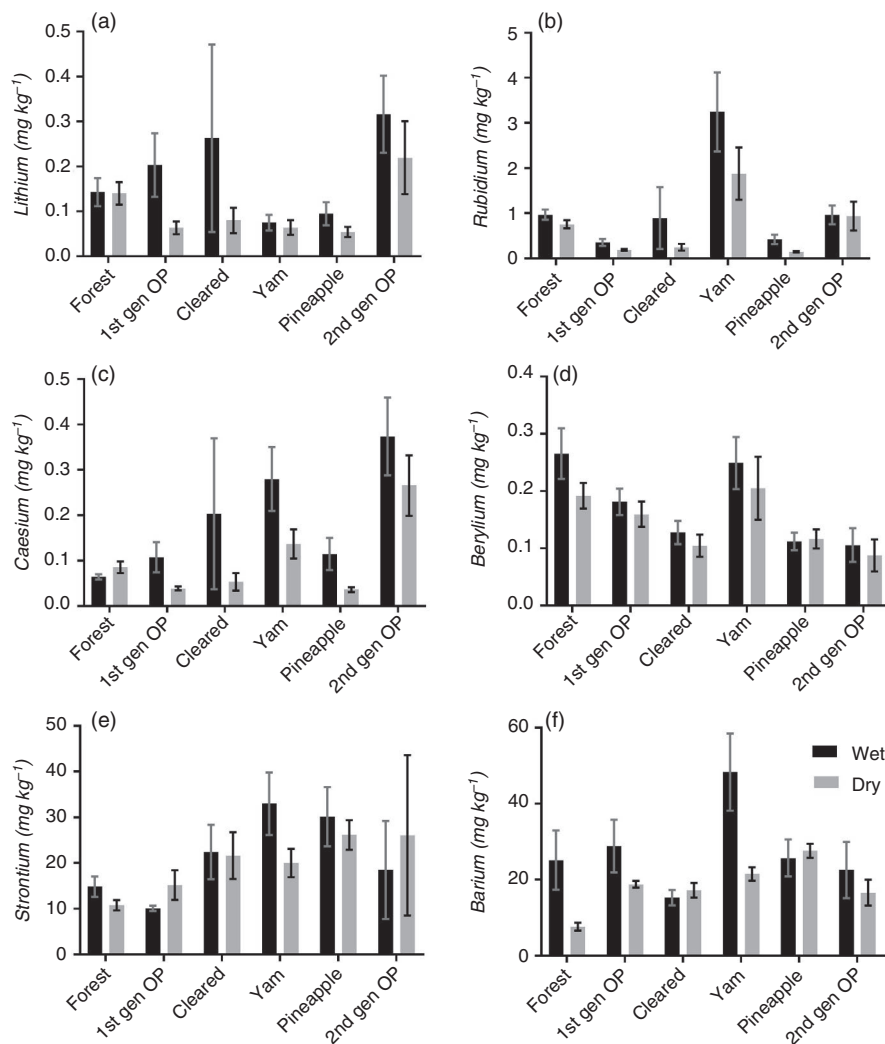 (a)
Lithium (mg kg⁻¹)
0.5
0.4
0.3
0.2
0.1
0.0
Forest
1st gen OP
Cleared
Yam
Pineapple
2nd gen OP
(b)
Rubidium (mg kg⁻¹)
5
4
3
2
1
0
Forest
1st gen OP
Cleared
Yam
Pineapple
2nd gen OP
(c)
Caesium (mg kg⁻¹)
0.5
0.4
0.3
0.2
0.1
0.0
Forest
1st gen OP
Cleared
Yam
Pineapple
2nd gen OP
(d)
Berylium (mg kg⁻¹)
0.4
0.3
0.2
0.1
0.0
Forest
1st gen OP
Cleared
Yam
Pineapple
2nd gen OP
(e)
Strontium (mg kg⁻¹)
50
40
30
20
10
0
Forest
1st gen OP
Cleared
Yam
Pineapple
2nd gen OP
(f)
Barium (mg kg⁻¹)
60
40
20
0
Wet
Dry
Forest
1st gen OP
Cleared
Yam
Pineapple
2nd gen OP